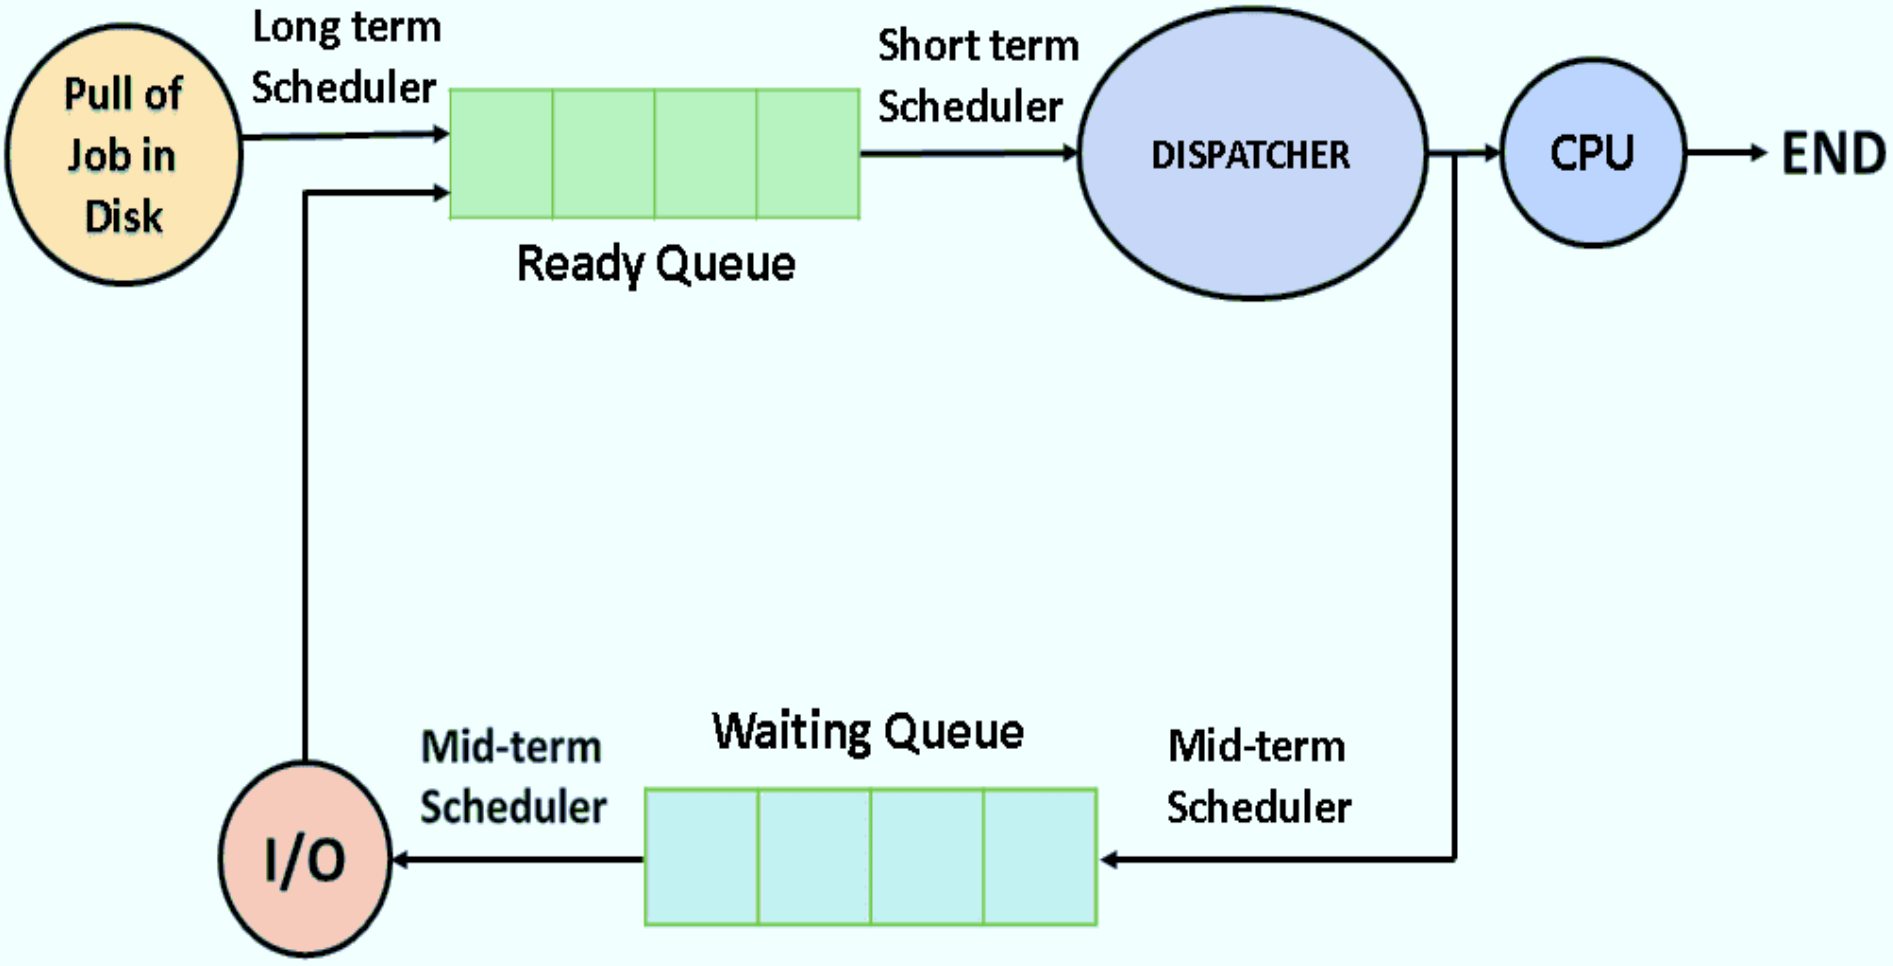 Long term
Scheduler
Short term
Scheduler
Pull of
Job in
Disk
DISPATCHER
CPU
END
Ready Queue
Waiting Queue
Mid-term
Scheduler
Mid-term
Scheduler
I/O